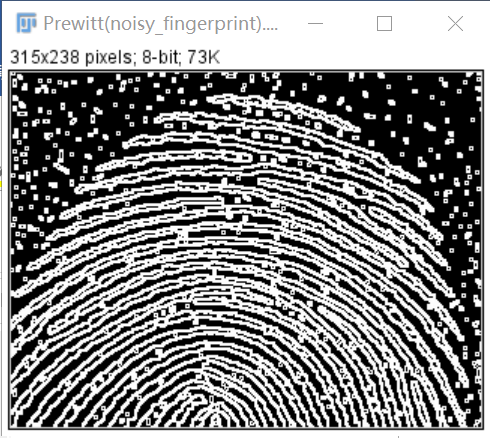 Prewitt(noisy_fingerprint)....
315x238 pixels; 8-bit; 73K